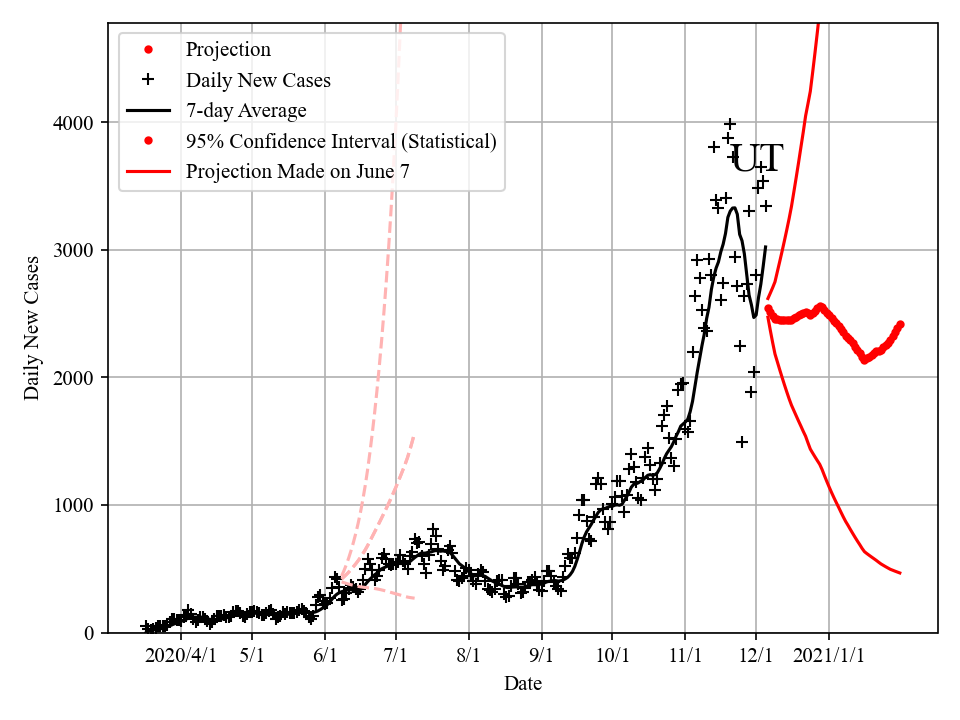 Projection
Daily New Cases
7-day Average
95% Confidence Interval (Statistical)
Projection Made on June 7
UT
Daily New Cases
4000
3000
2000
1000
0
2020/4/1 5/1 6/1 7/1 8/1 9/1 10/1 11/1 12/1 2021/1/1
Date